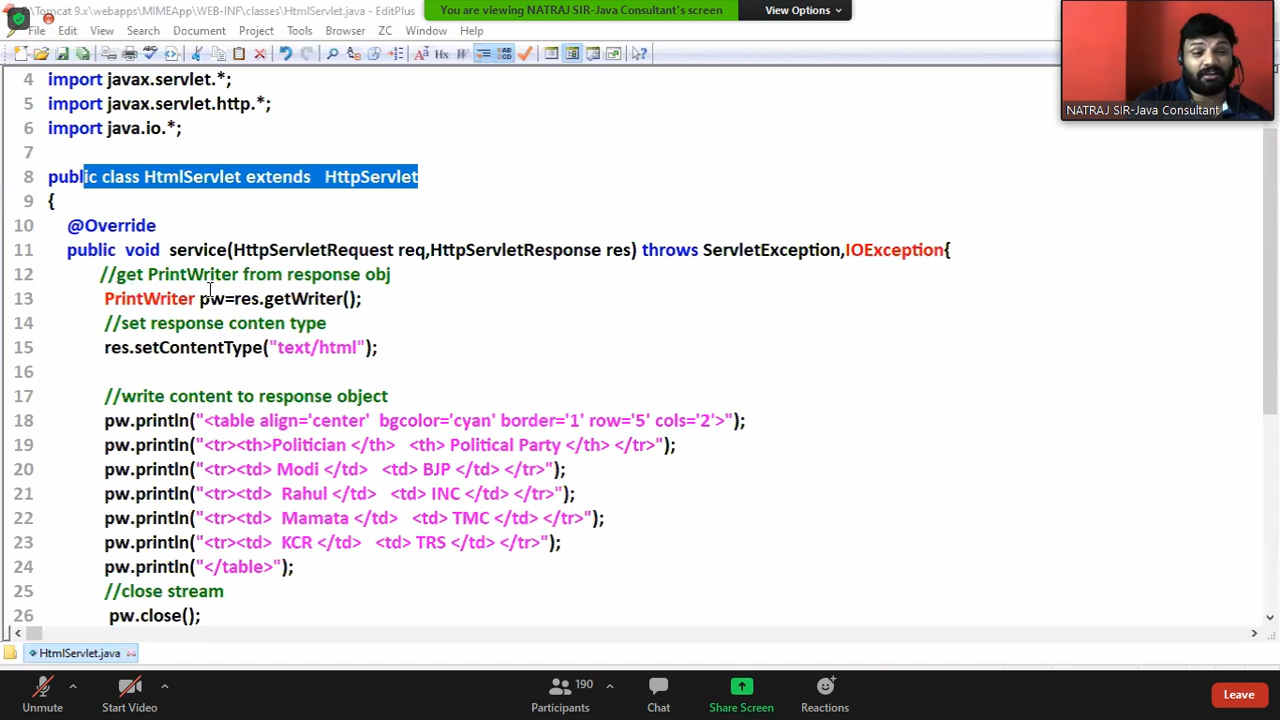 \Tomcat 9.x\webapps\MIMEApp\WEB-INF\classes\HtmlServlet.java - EditPlus
You are viewing NATRAJ SIR-Java Consultant's screen
View Options
File Edit View Search Document Project Tools Browser ZC Window Help
4 import javax.servlet.*;
5 import javax.servlet.http.*;
6 import java.io.*;
7
8 public class HtmlServlet extends HttpServlet
9 {
10 @Override
11 public void service(HttpServletRequest req,HttpServletResponse res) throws ServletException,IOException{
12 //get PrintWriter from response obj
13 PrintWriter pw=res.getWriter();
14 //set response conten type
15 res.setContentType("text/html");
16
17 //write content to response object
18 pw.println("<table align='center' bgcolor='cyan' border='1' row='5' cols='2'>");
19 pw.println("<tr><th>Politician </th> <th> Political Party </th> </tr>");
20 pw.println("<tr><td> Modi </td> <td> BJP </td> </tr>");
21 pw.println("<tr><td> Rahul </td> <td> INC </td> </tr>");
22 pw.println("<tr><td> Mamata </td> <td> TMC </td> </tr>");
23 pw.println("<tr><td> KCR </td> <td> TRS </td> </tr>");
24 pw.println("</table>");
25 //close stream
26 pw.close();
NATRAJ SIR-Java Consultant
HtmlServlet.java
Unmute
Start Video
190
Participants
Chat
Share Screen
Reactions
Leave